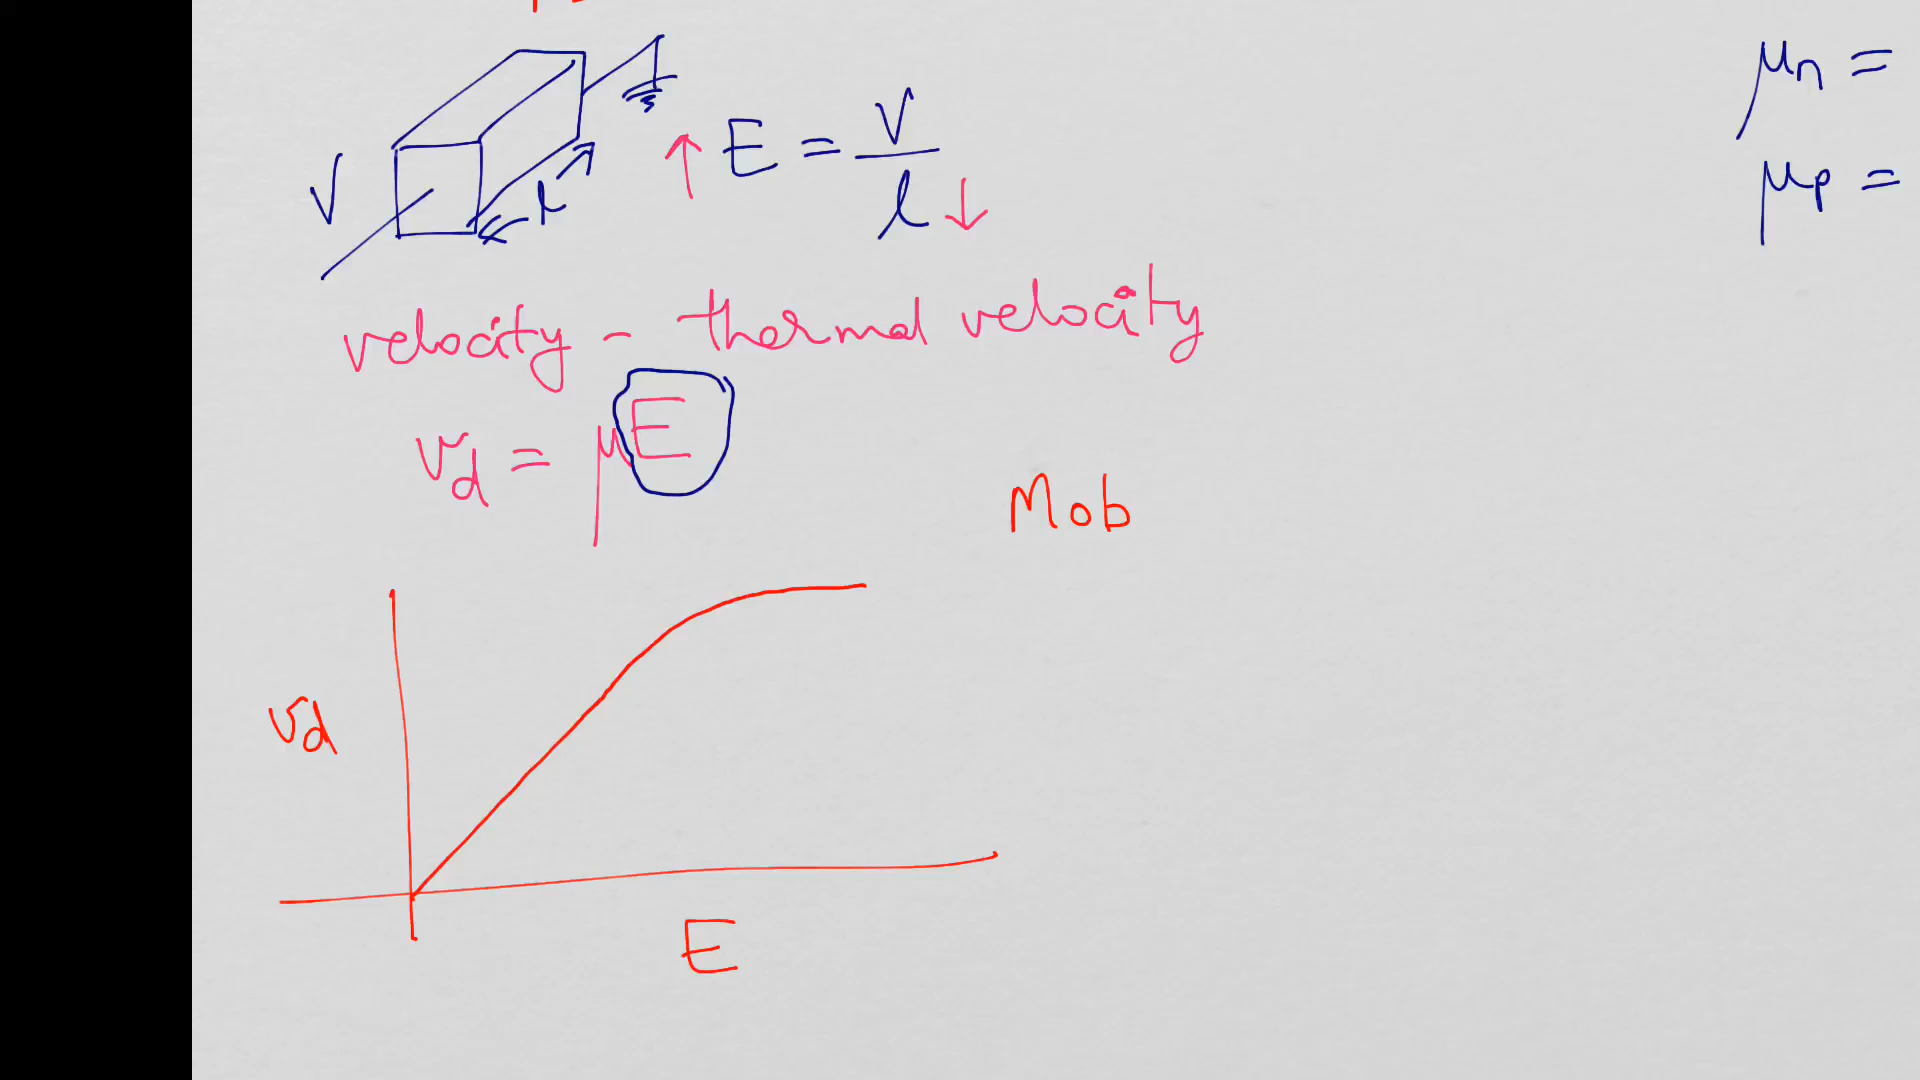 V l E = V / l
μn =
μp =
velocity - thermal velocity
vd = μE
Mob
vd
E